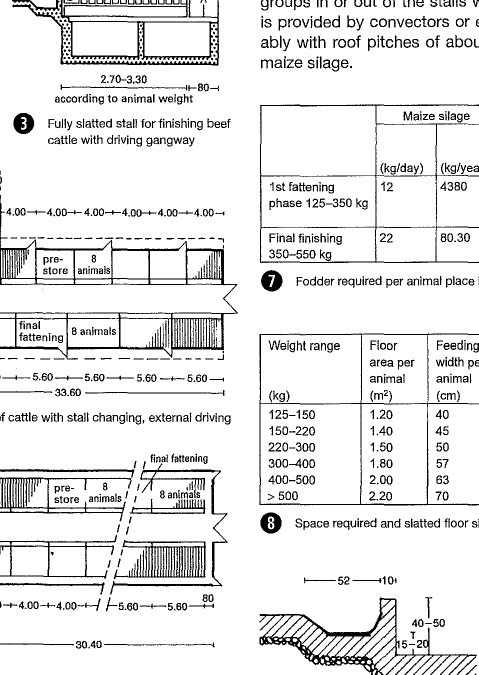 groups in or out of the stalls
is provided by convectors or
ably with roof pitches of
maize silage.
2.70–3.30
80
according to animal weight
3 Fully slatted stall for finishing beef
cattle with driving gangway
4.00 4.00 4.00 4.00 4.00
pre-
store
8
animals
final
fattening
8 animals
5.60 5.60 5.60 5.60
33.60
cattle with stall changing, external driving
final fattening
pre-
store
8
animals
8 animals
4.00 4.00 5.60 5.60
80
30.40
Maize silage
(kg/day)
1st fattening
phase 125–350 kg
12 4380
Final finishing
350–550 kg
22 80.30
7 Fodder required per animal place
Weight range Floor Feeding
area per
animal animal
(kg) (m²) (cm)
125–150 1.20 40
150–220 1.40 45
220–300 1.50 50
300–400 1.80 57
400–500 2.00 63
> 500 2.20 70
8 Space required and slatted floor
52 10
40–50
15–20